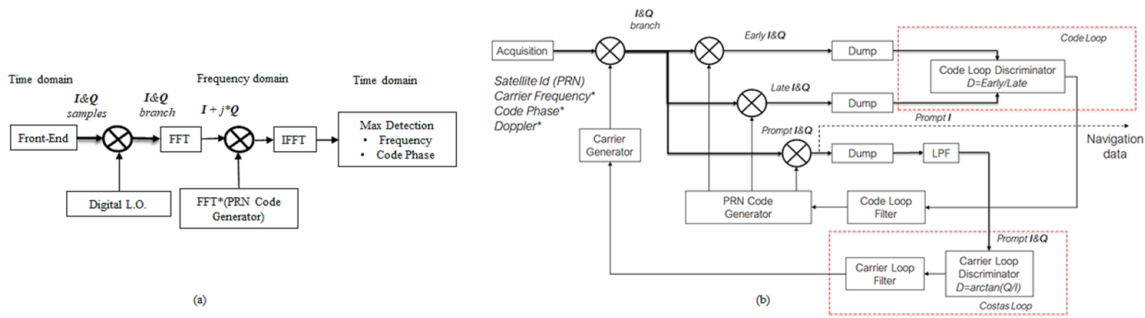 Time domain
Frequency domain
Time domain
I&Q
samples
I&Q
branch
I + j*Q
Front-End
FFT
IFFT
Max Detection
• Frequency
• Code Phase
Digital L.O.
FFT*(PRN Code
Generator)
(a)
I&Q
branch
Acquisition
Satellite Id (PRN)
Carrier Frequency*
Code Phase*
Doppler*
Early I&Q
Dump
Code Loop
Code Loop Discriminator
D=Early/Late
Late I&Q
Dump
Prompt I
Prompt I&Q
Navigation
data
Carrier
Generator
Dump
LPF
PRN Code
Generator
Code Loop
Filter
Prompt I&Q
Carrier Loop
Filter
Carrier Loop
Discriminator
D=arctan(Q/I)
Costas Loop
(b)